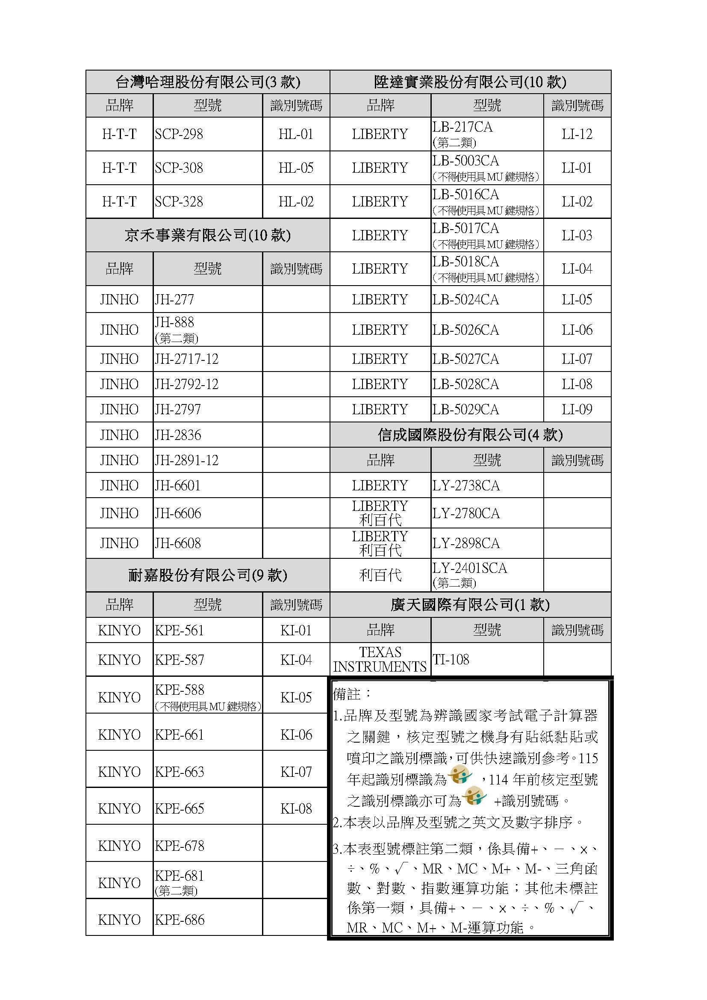 台灣哈理股份有限公司(3 款)
品牌 型號 識別號碼
H-T-T SCP-298 HL-01
H-T-T SCP-308 HL-05
H-T-T SCP-328 HL-02
京禾事業有限公司(10 款)
品牌 型號 識別號碼
JINHO JH-277
JINHO JH-888
(第二類)
JINHO JH-2717-12
JINHO JH-2792-12
JINHO JH-2797
JINHO JH-2836
JINHO JH-2891-12
JINHO JH-6601
JINHO JH-6606
JINHO JH-6608
耐嘉股份有限公司(9 款)
品牌 型號 識別號碼
KINYO KPE-561 KI-01
KINYO KPE-587 KI-04
KINYO KPE-588 KI-05
(不得使用具 MU 鍵規格)
KINYO KPE-661 KI-06
KINYO KPE-663 KI-07
KINYO KPE-665 KI-08
KINYO KPE-678
KINYO KPE-681
(第二類)
KINYO KPE-686
陞達實業股份有限公司(10 款)
品牌 型號 識別號碼
LIBERTY LB-217CA LI-12
(第二類)
LIBERTY LB-5003CA LI-01
(不得使用具 MU 鍵規格)
LIBERTY LB-5016CA LI-02
(不得使用具 MU 鍵規格)
LIBERTY LB-5017CA LI-03
(不得使用具 MU 鍵規格)
LIBERTY LB-5018CA LI-04
(不得使用具 MU 鍵規格)
LIBERTY LB-5024CA LI-05
LIBERTY LB-5026CA LI-06
LIBERTY LB-5027CA LI-07
LIBERTY LB-5028CA LI-08
LIBERTY LB-5029CA LI-09
信成國際股份有限公司(4 款)
品牌 型號 識別號碼
LIBERTY LY-2738CA
LIBERTY
利百代 LY-2780CA
LIBERTY
利百代 LY-2898CA
利百代 LY-2401SCA
(第二類)
廣天國際有限公司(1 款)
品牌 型號 識別號碼
TEXAS
INSTRUMENTS TI-108
備註：
1.品牌及型號為辨識國家考試電子計算器
之關鍵，核定型號之機身有貼紙黏貼或
噴印之識別標識，可供快速識別參考。115
年起識別標識為 ，114 年前核定型號
之識別標識亦可為 +識別號碼。
2.本表以品牌及型號之英文及數字排序。
3.本表型號標註第二類，係具備+、－、×、
÷、%、√、MR、MC、M+、M-、三角函
數、對數、指數運算功能；其他未標註
係第一類，具備+、－、×、÷、%、√、
MR、MC、M+、M-運算功能。